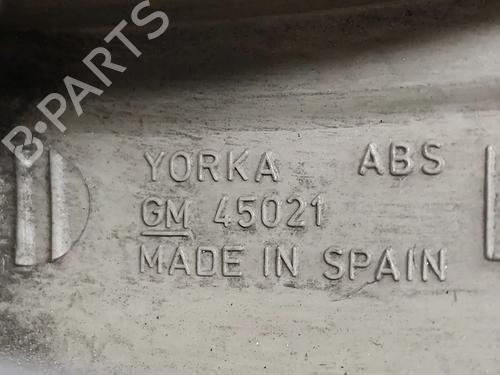 B-PARTS
YORKA ABS
GM 45021
MADE IN SPAIN